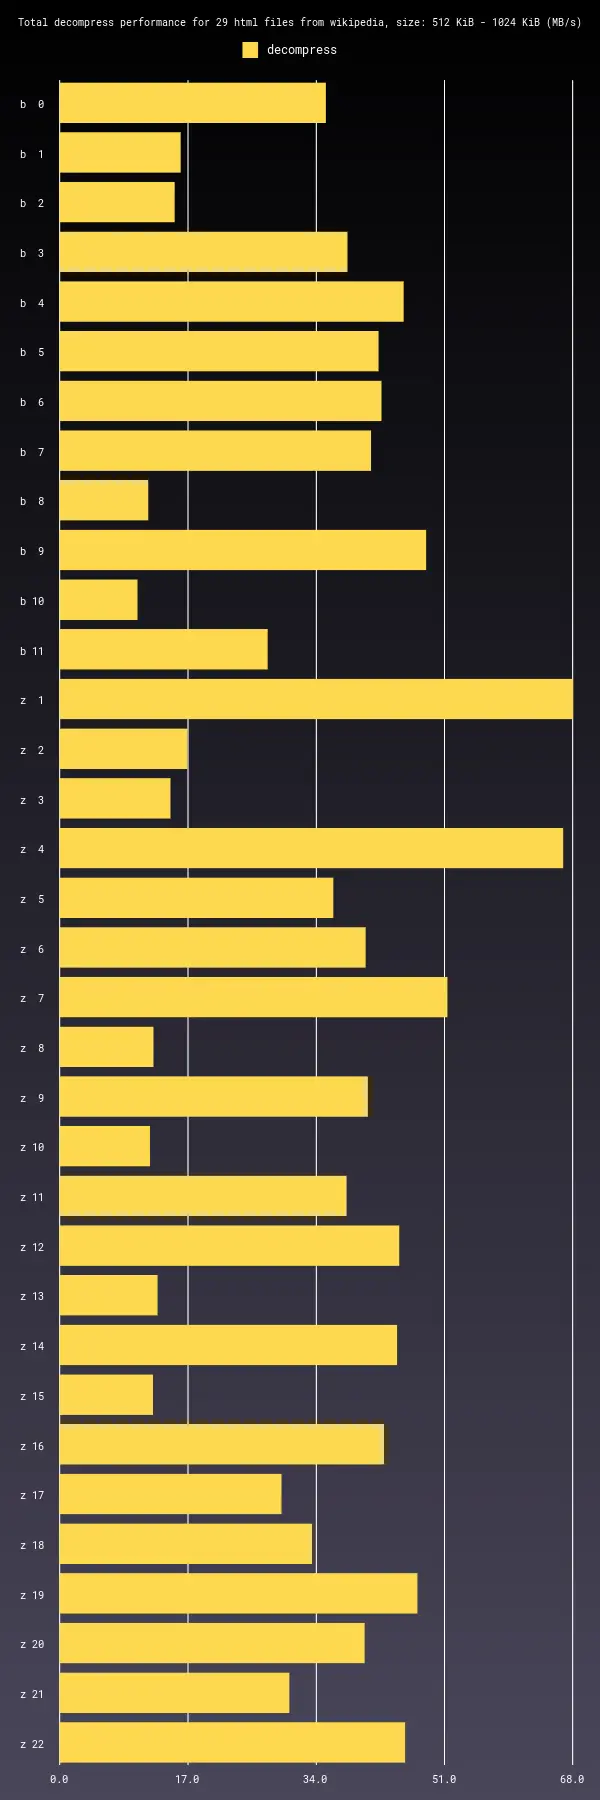 Total decompress performance for 29 html files from wikipedia, size: 512 KiB - 1024 KiB (MB/s)
decompress
b  0
b  1
b  2
b  3
b  4
b  5
b  6
b  7
b  8
b  9
b 10
b 11
z  1
z  2
z  3
z  4
z  5
z  6
z  7
z  8
z  9
z 10
z 11
z 12
z 13
z 14
z 15
z 16
z 17
z 18
z 19
z 20
z 21
z 22
0.0 17.0 34.0 51.0 68.0